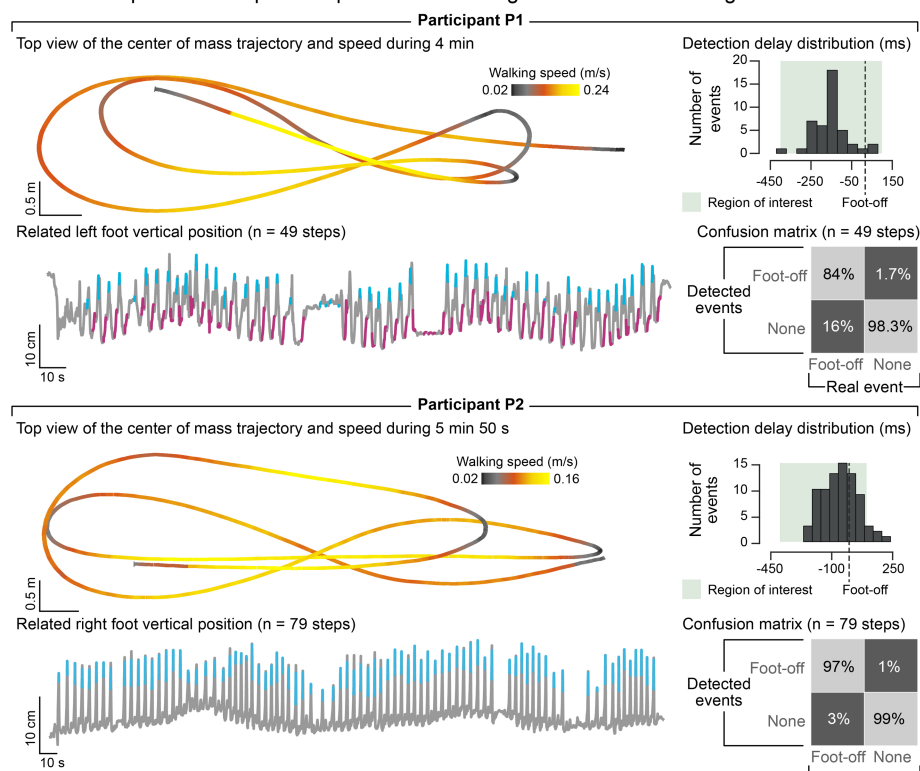 Participant P1
Top view of the center of mass trajectory and speed during 4 min
Walking speed (m/s)
0.02 0.24
0.5 m
Detection delay distribution (ms)
Number of events
20
15
10
5
0
-450 -250 -50 150
Region of interest Foot-off
Related left foot vertical position (n = 49 steps)
10 cm
10 s
Confusion matrix (n = 49 steps)
Detected events
Foot-off 84% 1.7%
None 16% 98.3%
Foot-off None
Real event
Participant P2
Top view of the center of mass trajectory and speed during 5 min 50 s
Walking speed (m/s)
0.02 0.16
0.5 m
Detection delay distribution (ms)
Number of events
15
10
5
0
-450 -100 250
Region of interest Foot-off
Related right foot vertical position (n = 79 steps)
10 cm
10 s
Confusion matrix (n = 79 steps)
Detected events
Foot-off 97% 1%
None 3% 99%
Foot-off None